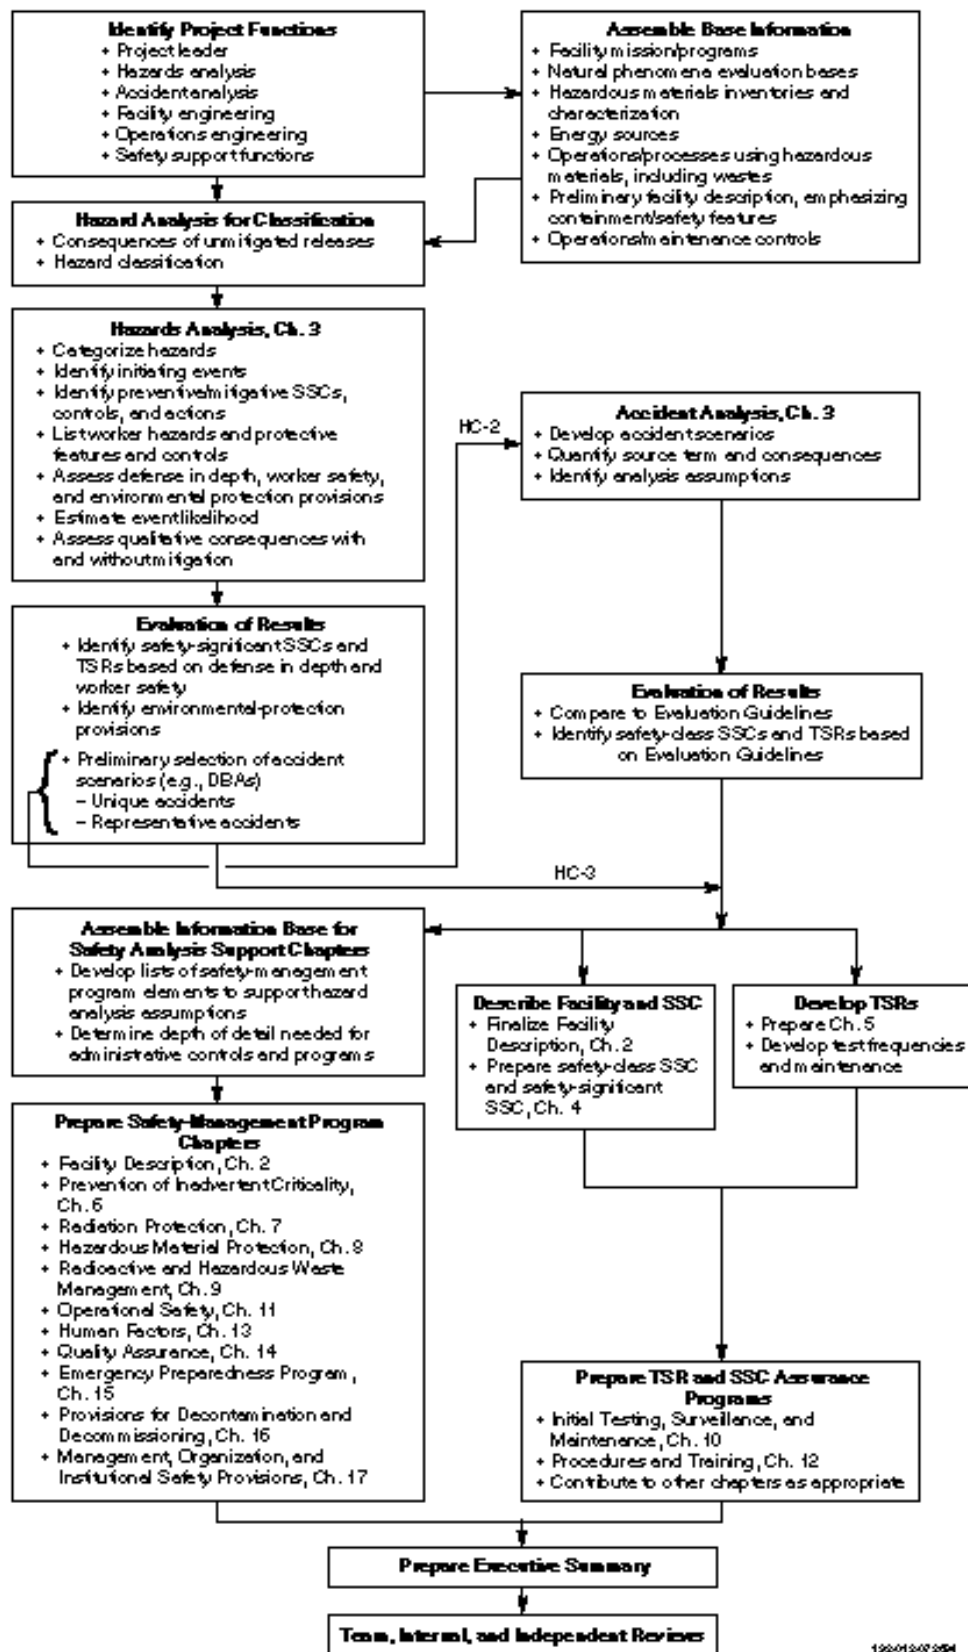 Identify Project Functions
+ Project leader
+ Hazards analysis
+ Accident analysis
+ Facility engineering
+ Operations engineering
+ Safety support functions
Assemble Base Information
+ Facility mission/programs
+ Natural phenomena evaluation bases
+ Hazardous materials inventories and
characterization
+ Energy sources
+ Operations/processes using hazardous
materials, including wastes
+ Preliminary facility description, emphasizing
containment/safety features
+ Operations/maintenance controls
Hazard Analysis for Classification
+ Consequences of unmitigated releases
+ Hazard classification
Hazards Analysis, Ch. 3
+ Categorize hazards
+ Identify initiating events
+ Identify preventive/mitigative SSCs,
controls, and actions
+ List worker hazards and protective
features and controls
+ Assess defense in depth, worker safety,
and environmental protection provisions
+ Estimate event likelihood
+ Assess qualitative consequences with
and without mitigation
HC-2
Accident Analysis, Ch. 3
+ Develop accident scenarios
+ Quantify source term and consequences
+ Identify analysis assumptions
Evaluation of Results
+ Identify safety-significant SSCs and
TSRs based on defense in depth and
worker safety
+ Identify environmental-protection
provisions
+ Preliminary selection of accident
scenarios (e.g., DBAs)
– Unique accidents
– Representative accidents
Evaluation of Results
+ Compare to Evaluation Guidelines
+ Identify safety-class SSCs and TSRs based
on Evaluation Guidelines
HC-3
Assemble Information Base for
Safety Analysis Support Chapters
+ Develop lists of safety-management
program elements to support hazard
analysis assumptions
+ Determine depth of detail needed for
administrative controls and programs
Describe Facility and SSC
+ Finalize Facility
Description, Ch. 2
+ Prepare safety-class SSC
and safety-significant
SSC, Ch. 4
Develop TSRs
+ Prepare Ch. 5
+ Develop test frequencies
and maintenance
Prepare Safety-Management Program
Chapters
+ Facility Description, Ch. 2
+ Prevention of Inadvertent Criticality,
Ch. 6
+ Radiation Protection, Ch. 7
+ Hazardous Material Protection, Ch. 8
+ Radioactive and Hazardous Waste
Management, Ch. 9
+ Operational Safety, Ch. 11
+ Human Factors, Ch. 13
+ Quality Assurance, Ch. 14
+ Emergency Preparedness Program,
Ch. 15
+ Provisions for Decontamination and
Decommissioning, Ch. 16
+ Management, Organization, and
Institutional Safety Provisions, Ch. 17
Prepare TSR and SSC Assurance
Programs
+ Initial Testing, Surveillance, and
Maintenance, Ch. 10
+ Procedures and Training, Ch. 12
+ Contribute to other chapters as appropriate
Prepare Executive Summary
Team, Internal, and Independent Reviews